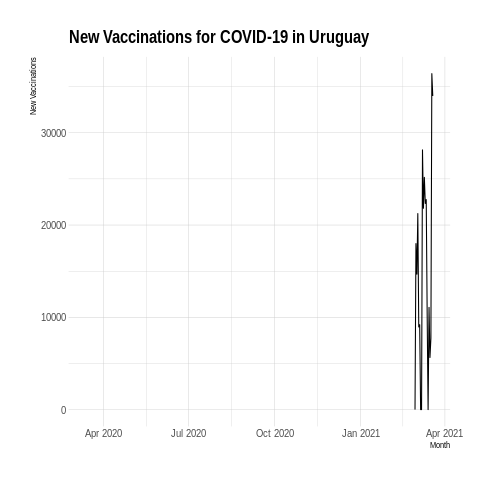 New Vaccinations for COVID-19 in Uruguay
New Vaccinations
30000
20000
10000
0
Apr 2020
Jul 2020
Oct 2020
Jan 2021
Apr 2021
Month